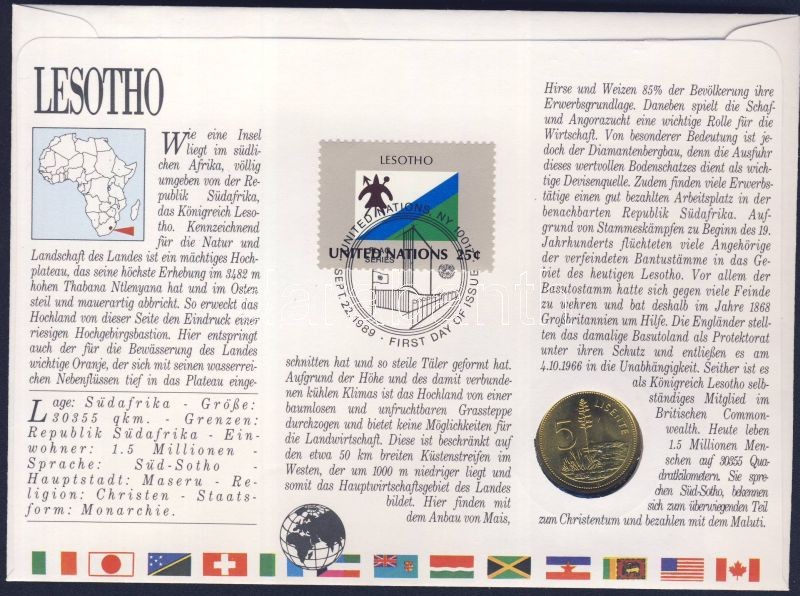 LESOTHO
Wie eine Insel
liegt im südli-
chen Afrika, völlig
umgeben von der Re-
publik Südafrika,
das Königreich Leso-
tho. Kennzeichnend
für die Natur und
Landschaft des Landes ist ein mächtiges Hoch-
plateau, das seine höchste Erhebung im 3482 m
hohen Thabana Ntlenyana hat und im Osten
steil und mauerartig abbricht. So erweckt das
Hochland von dieser Seite den Eindruck einer
riesigen Hochgebirgsbastion. Hier entspringt
auch der für die Bewässerung des Landes
wichtige Oranje, der sich mit seinen wasserrei-
chen Nebenflüssen tief in das Plateau einge-
Lage: Südafrika - Größe:
30355 qkm. - Grenzen:
Republik Südafrika - Ein-
wohner: 1.5 Millionen -
Sprache: Süd-Sotho -
Hauptstadt: Maseru - Re-
ligion: Christen - Staats-
form: Monarchie.
LESOTHO
FLAG
SERIES
UNITED NATIONS 25¢
UNITED NATIONS, NY 10017
SEPT. 22, 1989 · FIRST DAY OF ISSUE
schnitten hat und so steile Täler geformt hat.
Aufgrund der Höhe und des damit verbunde-
nen kühlen Klimas ist das Hochland von einer
baumlosen und unfruchtbaren Grassteppe
durchzogen und bietet keine Möglichkeiten für
die Landwirtschaft. Diese ist beschränkt auf
den etwa 50 km breiten Küstenstreifen im
Westen, der um 1000 m niedriger liegt und
somit das Hauptwirtschaftsgebiet des Landes
bildet. Hier finden mit
dem Anbau von Mais,
Hirse und Weizen 85% der Bevölkerung ihre
Erwerbsgrundlage. Daneben spielt die Schaf-
und Angorazucht eine wichtige Rolle für die
Wirtschaft. Von besonderer Bedeutung ist je-
doch der Diamantenbergbau, denn die Ausfuhr
dieses wertvollen Bodenschatzes dient als wich-
tige Devisenquelle. Zudem finden viele Erwerbs-
tätige einen gut bezahlten Arbeitsplatz in der
benachbarten Republik Südafrika. Auf-
grund von Stammeskämpfen zu Beginn des 19.
Jahrhunderts flüchteten viele Angehörige
der verfeindeten Bantustämme in das Ge-
biet des heutigen Lesotho. Vor allem der
Basutostamm hatte sich gegen viele Feinde
zu wehren und bat deshalb im Jahre 1868
Großbritannien um Hilfe. Die Engländer stell-
ten das damalige Basutoland als Protektorat
unter ihren Schutz und entließen es am
4.10.1966 in die Unabhängigkeit. Seither ist es
als Königreich Lesotho selb-
ständiges Mitglied im
Britischen Common-
wealth. Heute leben
1.5 Millionen Men-
schen auf 30355 Qua-
dratkilometern. Sie spre-
chen Süd-Sotho, bekennen
sich zum überwiegenden Teil
zum Christentum und bezahlen mit dem Maluti.
5 LISENTE